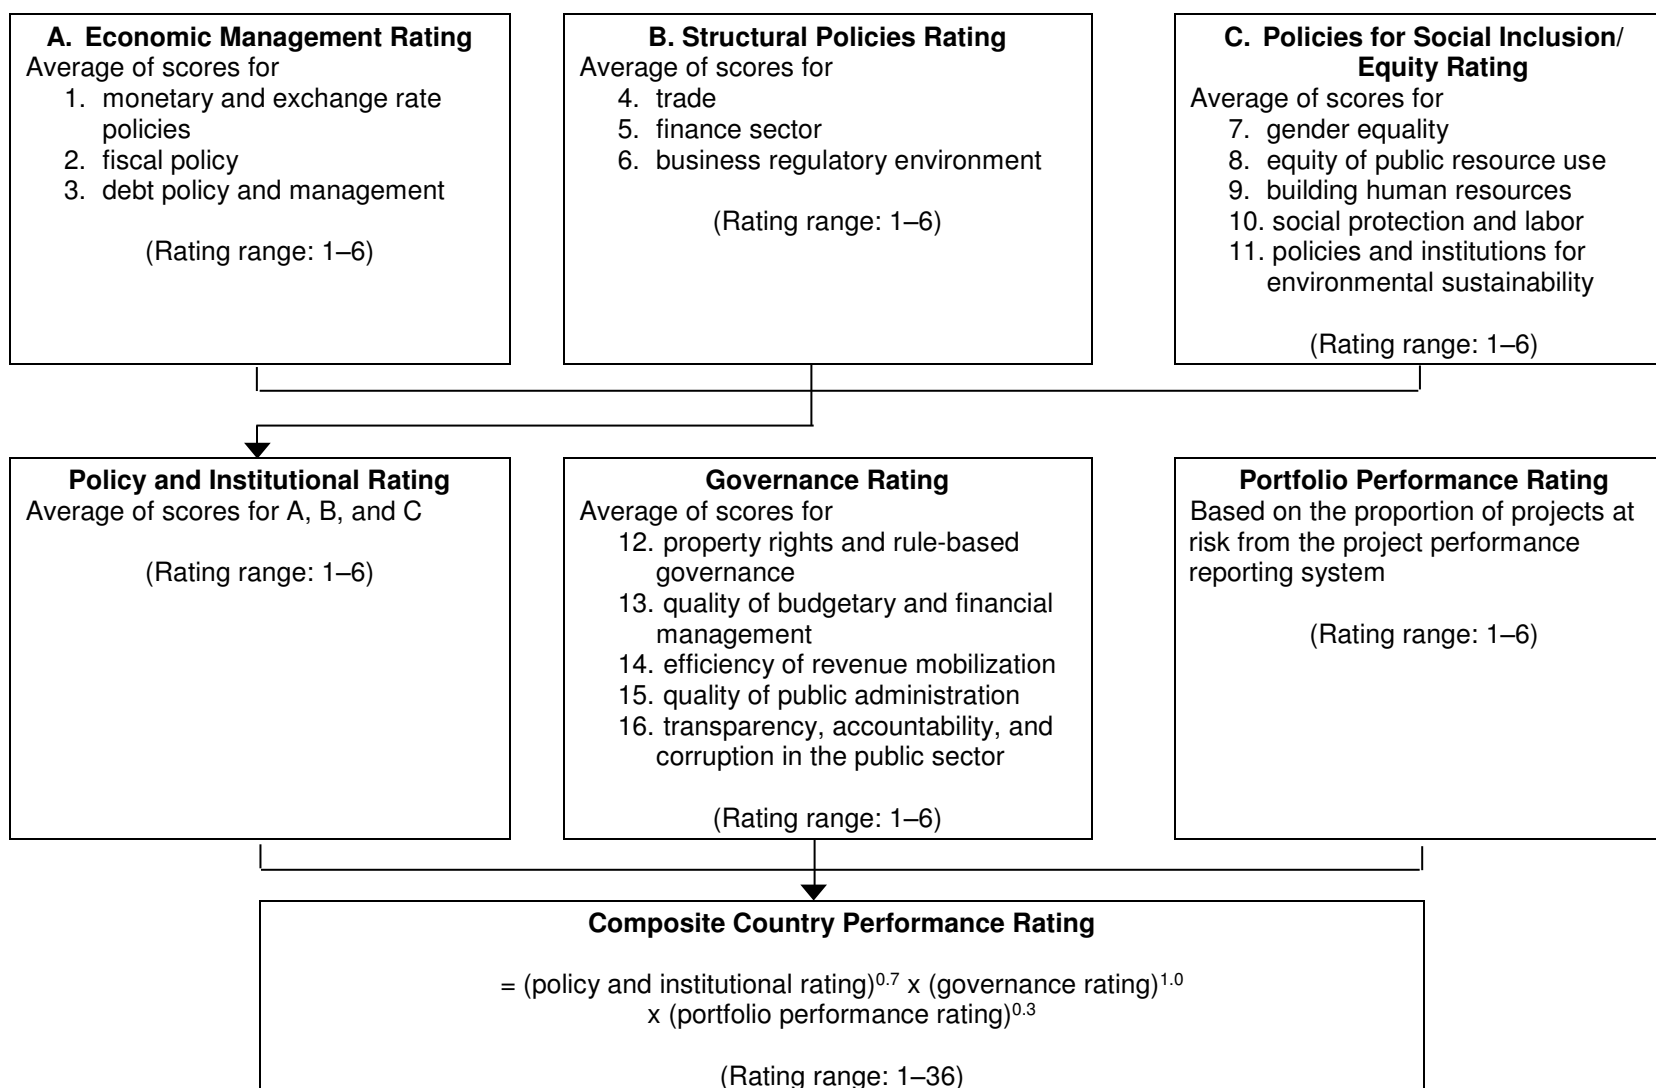 A. Economic Management Rating
Average of scores for
1. monetary and exchange rate
policies
2. fiscal policy
3. debt policy and management
(Rating range: 1–6)
B. Structural Policies Rating
Average of scores for
4. trade
5. finance sector
6. business regulatory environment
(Rating range: 1–6)
C. Policies for Social Inclusion/
Equity Rating
Average of scores for
7. gender equality
8. equity of public resource use
9. building human resources
10. social protection and labor
11. policies and institutions for
environmental sustainability
(Rating range: 1–6)
Policy and Institutional Rating
Average of scores for A, B, and C
(Rating range: 1–6)
Governance Rating
Average of scores for
12. property rights and rule-based
governance
13. quality of budgetary and financial
management
14. efficiency of revenue mobilization
15. quality of public administration
16. transparency, accountability, and
corruption in the public sector
(Rating range: 1–6)
Portfolio Performance Rating
Based on the proportion of projects at
risk from the project performance
reporting system
(Rating range: 1–6)
Composite Country Performance Rating
= (policy and institutional rating)^0.7 x (governance rating)^1.0
x (portfolio performance rating)^0.3
(Rating range: 1–36)